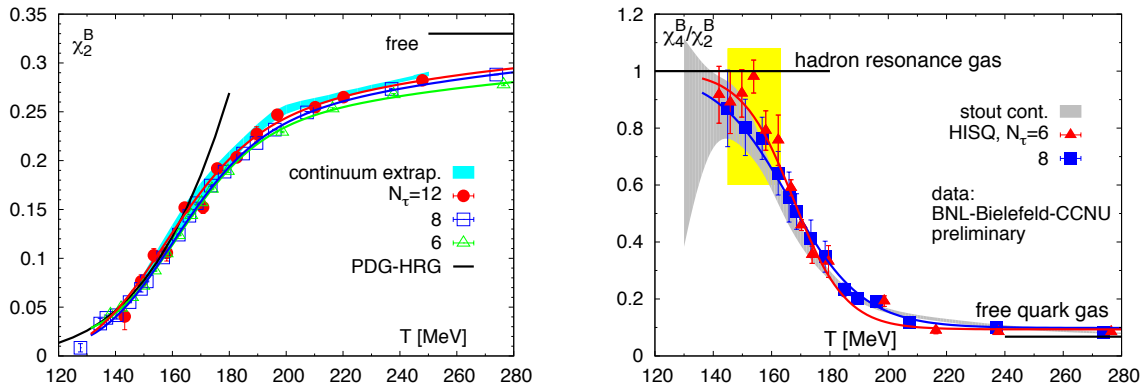 χ₂ᴮ
free
continuum extrap.
N_τ=12
8
6
PDG-HRG
T [MeV]
0
0.05
0.1
0.15
0.2
0.25
0.3
0.35
120 140 160 180 200 220 240 260 280
χ₄ᴮ/χ₂ᴮ
hadron resonance gas
stout cont.
HISQ, N_τ=6
8
data:
BNL-Bielefeld-CCNU
preliminary
free quark gas
T [MeV]
0
0.2
0.4
0.6
0.8
1
1.2
120 140 160 180 200 220 240 260 280